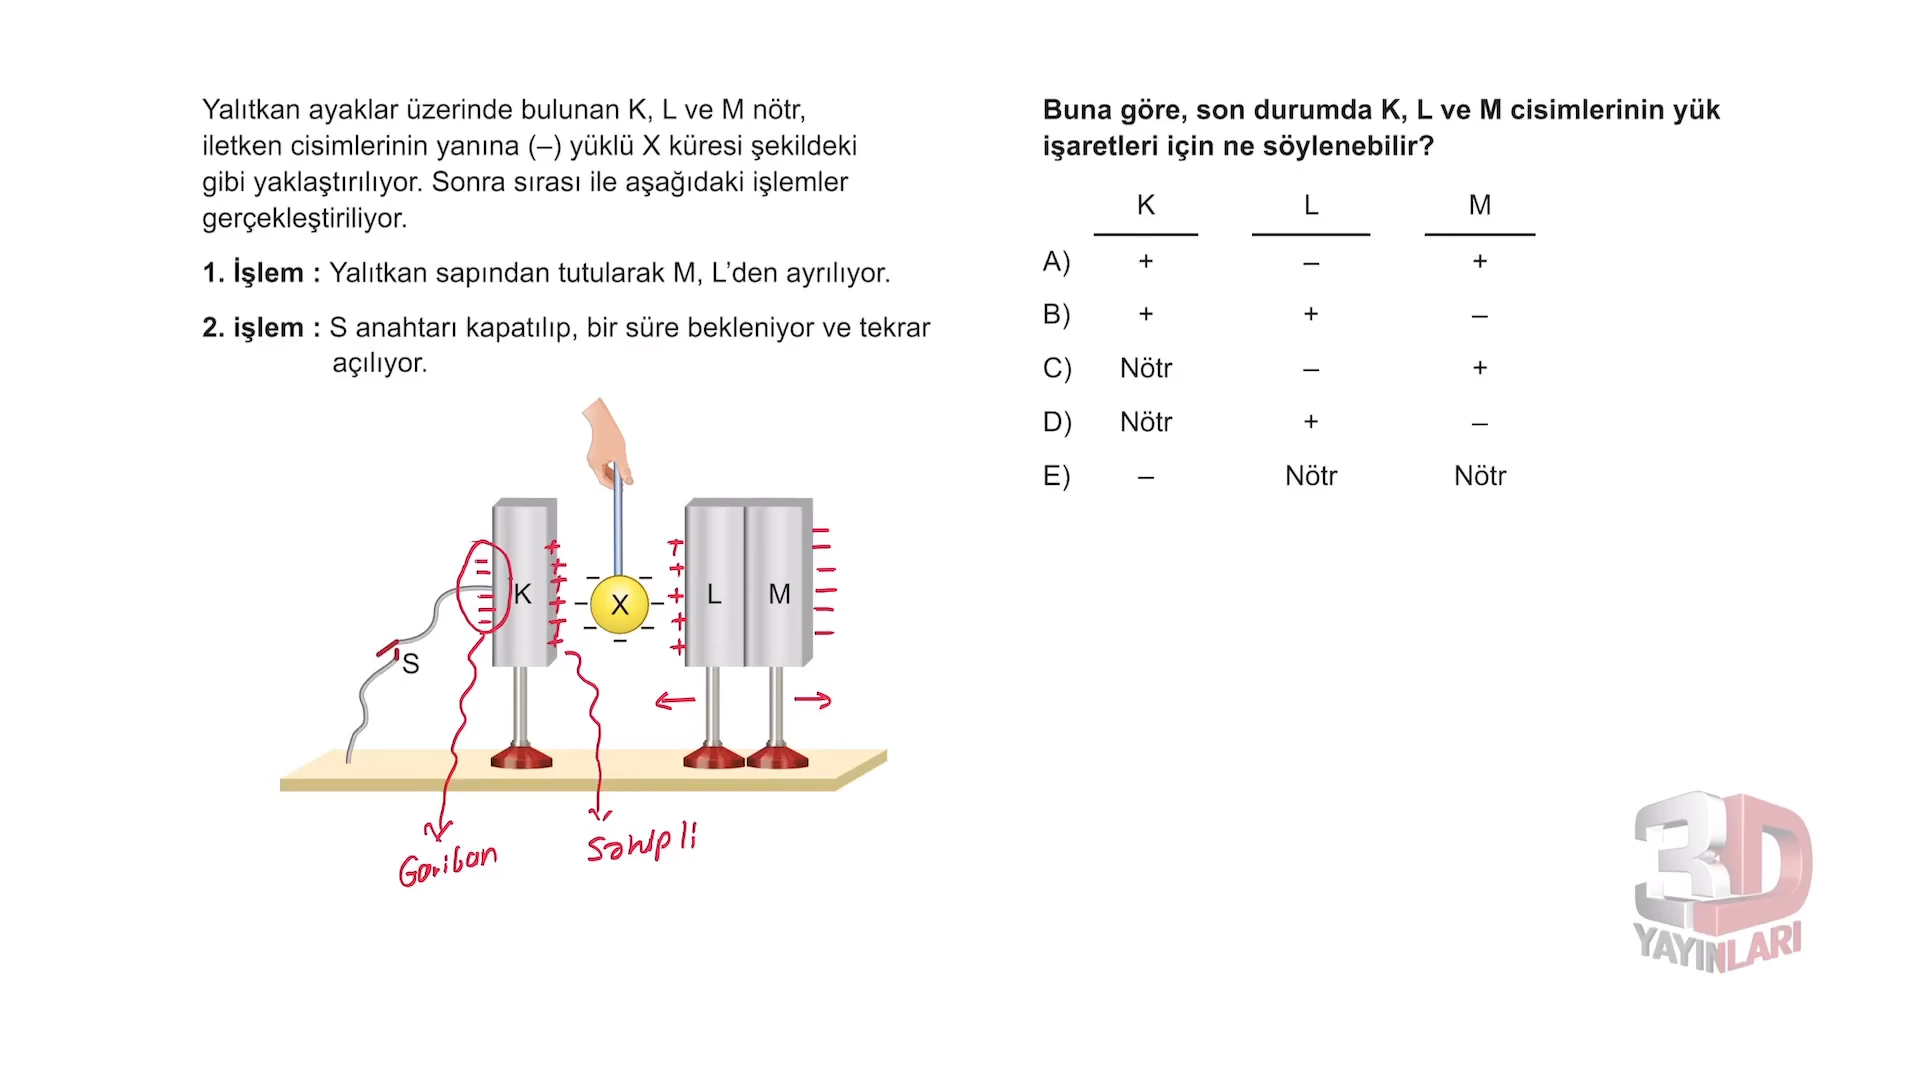 Yalıtkan ayaklar üzerinde bulunan K, L ve M nötr,
iletken cisimlerinin yanına (–) yüklü X küresi şekildeki
gibi yaklaştırılıyor. Sonra sırası ile aşağıdaki işlemler
gerçekleştiriliyor.
1. İşlem : Yalıtkan sapından tutularak M, L’den ayrılıyor.
2. işlem : S anahtarı kapatılıp, bir süre bekleniyor ve tekrar
açılıyor.
K X L M
S
Gariban Sahipli
Buna göre, son durumda K, L ve M cisimlerinin yük
işaretleri için ne söylenebilir?
K L M
A) + – +
B) + + –
C) Nötr – +
D) Nötr + –
E) – Nötr Nötr
3D
YAYINLARI